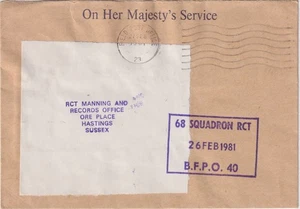 On Her Majesty's Service
RCT MANNING AND
RECORDS OFFICE
ORE PLACE
HASTINGS
SUSSEX
68 SQUADRON RCT
26 FEB 1981
B.F.P.O. 40